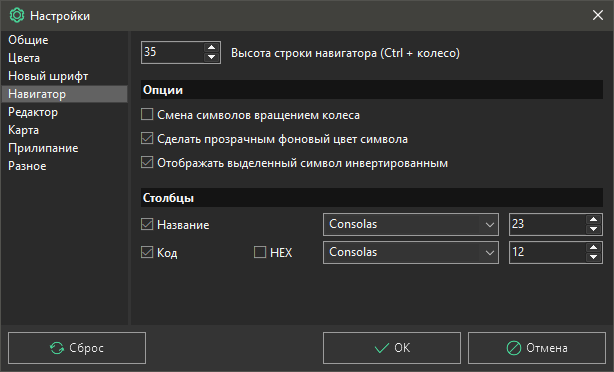 Настройки
Общие
Цвета
Новый шрифт
Навигатор
Редактор
Карта
Прилипание
Разное
35 Высота строки навигатора (Ctrl + колесо)
Опции
Смена символов вращением колеса
Сделать прозрачным фоновый цвет символа
Отображать выделенный символ инвертированным
Столбцы
Название Consolas 23
Код HEX Consolas 12
Сброс OK Отмена